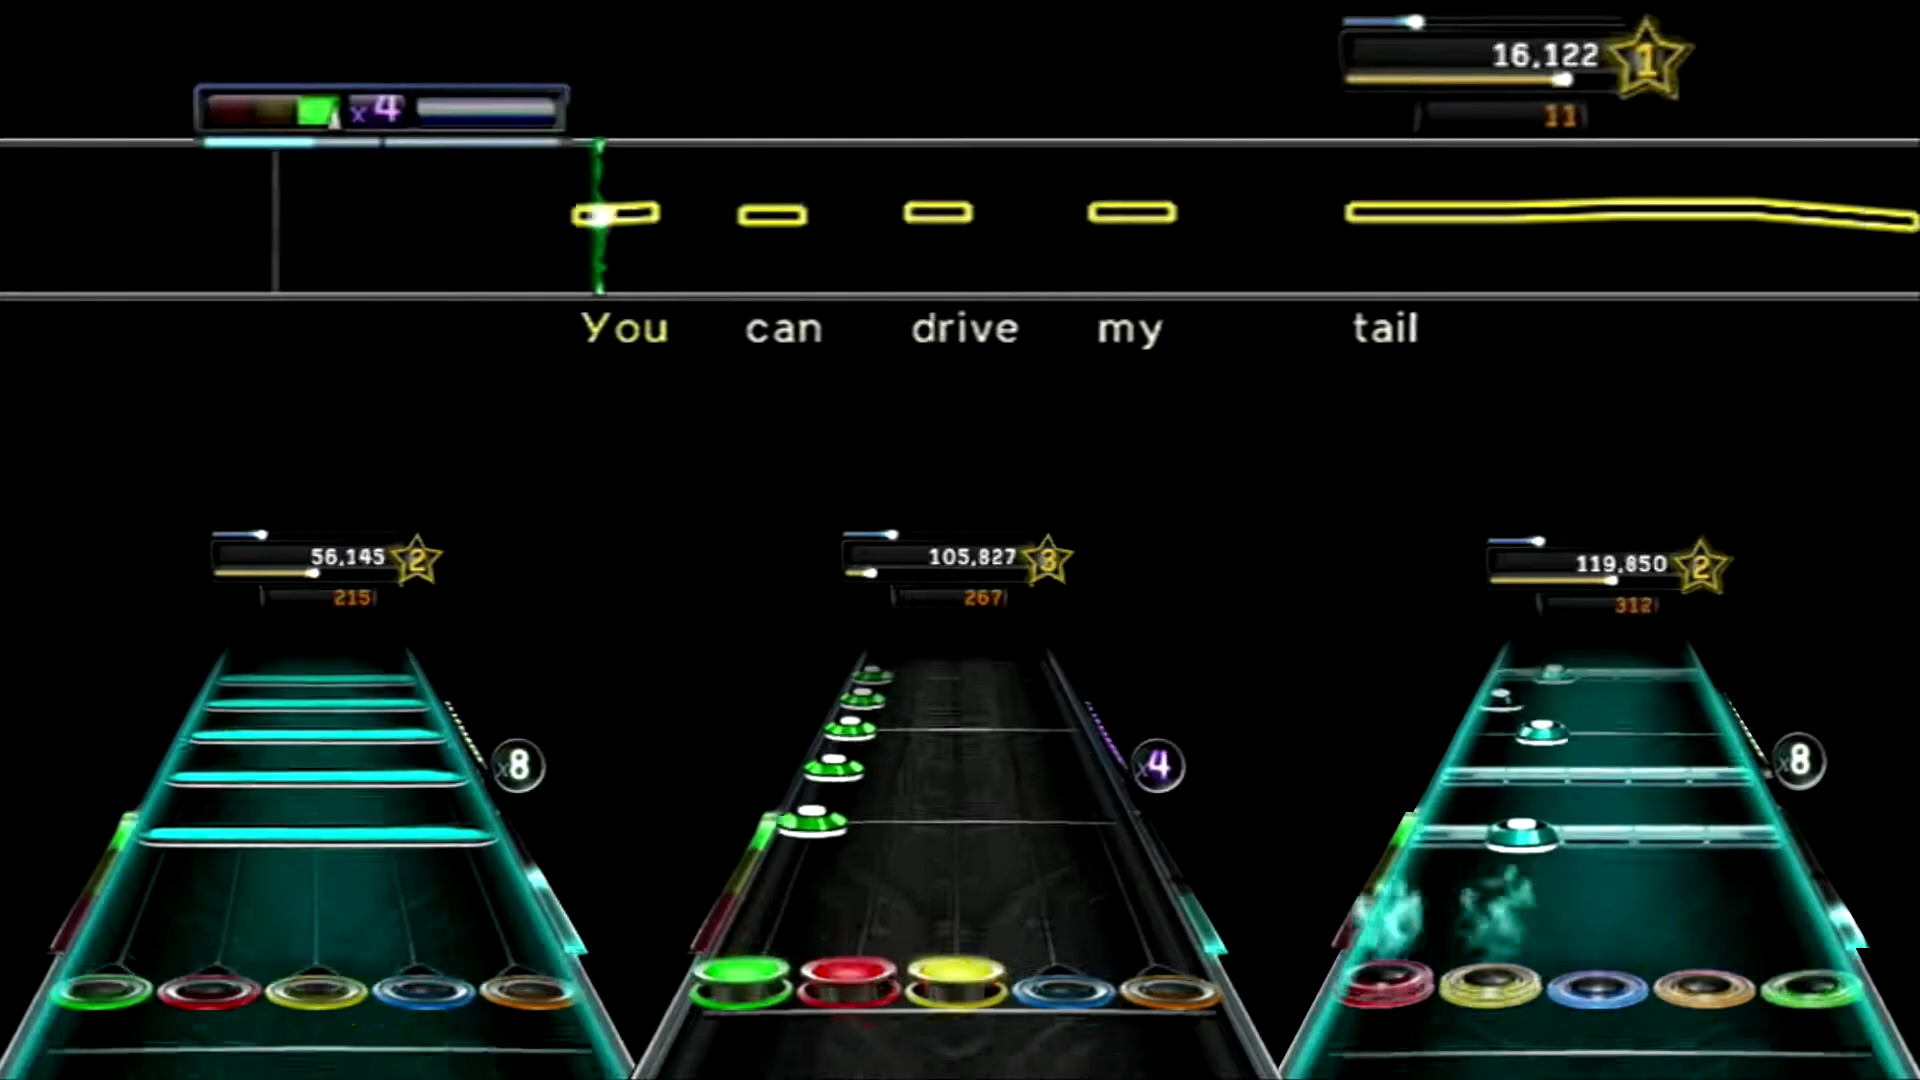 16,122 1
x4
11
You can drive my tail
56,145 2
105,827 3
119,850 2
215
267
312
x8
x4
x8